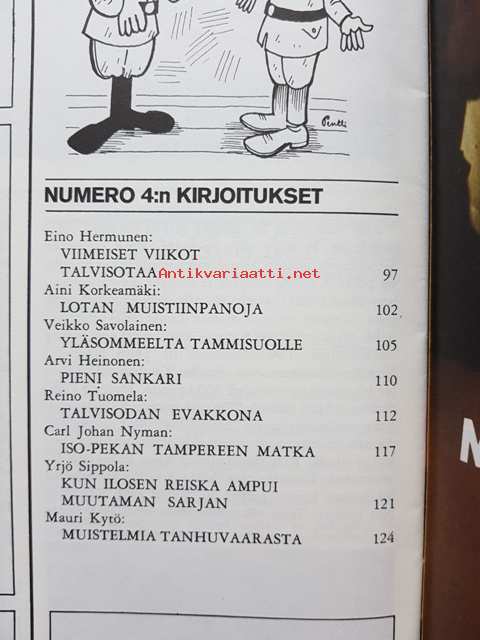 Pentti
NUMERO 4:n KIRJOITUKSET
Eino Hermunen:
VIIMEISET VIIKOT
TALVISOTAA 97
Antikvariaatti.net
Aini Korkeamäki:
LOTAN MUISTIINPANOJA 102
Veikko Savolainen:
YLÄSOMMEELTA TAMMISUOLLE 105
Arvi Heinonen:
PIENI SANKARI 110
Reino Tuomela:
TALVISODAN EVAKKONA 112
Carl Johan Nyman:
ISO-PEKAN TAMPEREEN MATKA 117
Yrjö Sippola:
KUN ILOSEN REISKA AMPUI
MUUTAMAN SARJAN 121
Mauri Kytö:
MUISTELMIA TANHUVAARASTA 124